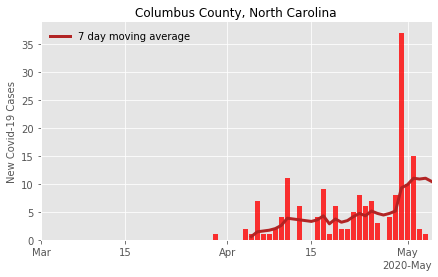 Columbus County, North Carolina
7 day moving average
New Covid-19 Cases
35
30
25
20
15
10
5
0
Mar 15 Apr 15 May
2020-May